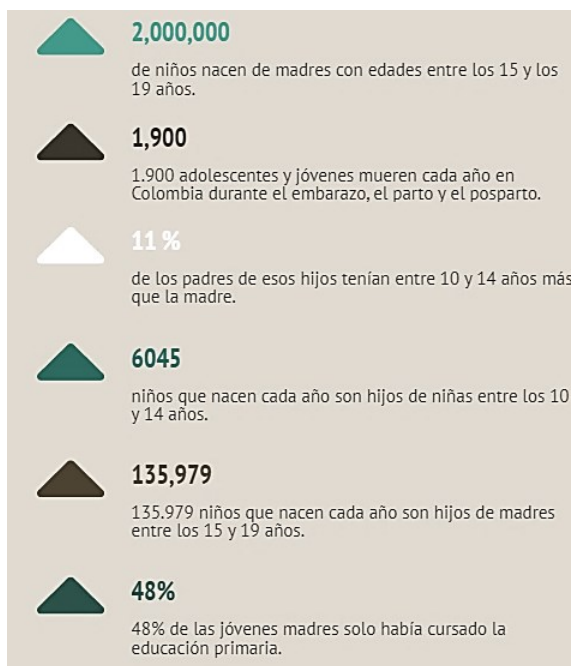 2,000,000
de niños nacen de madres con edades entre los 15 y los
19 años.
1,900
1.900 adolescentes y jóvenes mueren cada año en
Colombia durante el embarazo, el parto y el posparto.
11 %
de los padres de esos hijos tenían entre 10 y 14 años más
que la madre.
6045
niños que nacen cada año son hijos de niñas entre los 10
y 14 años.
135,979
135.979 niños que nacen cada año son hijos de madres
entre los 15 y 19 años.
48%
48% de las jóvenes madres solo había cursado la
educación primaria.